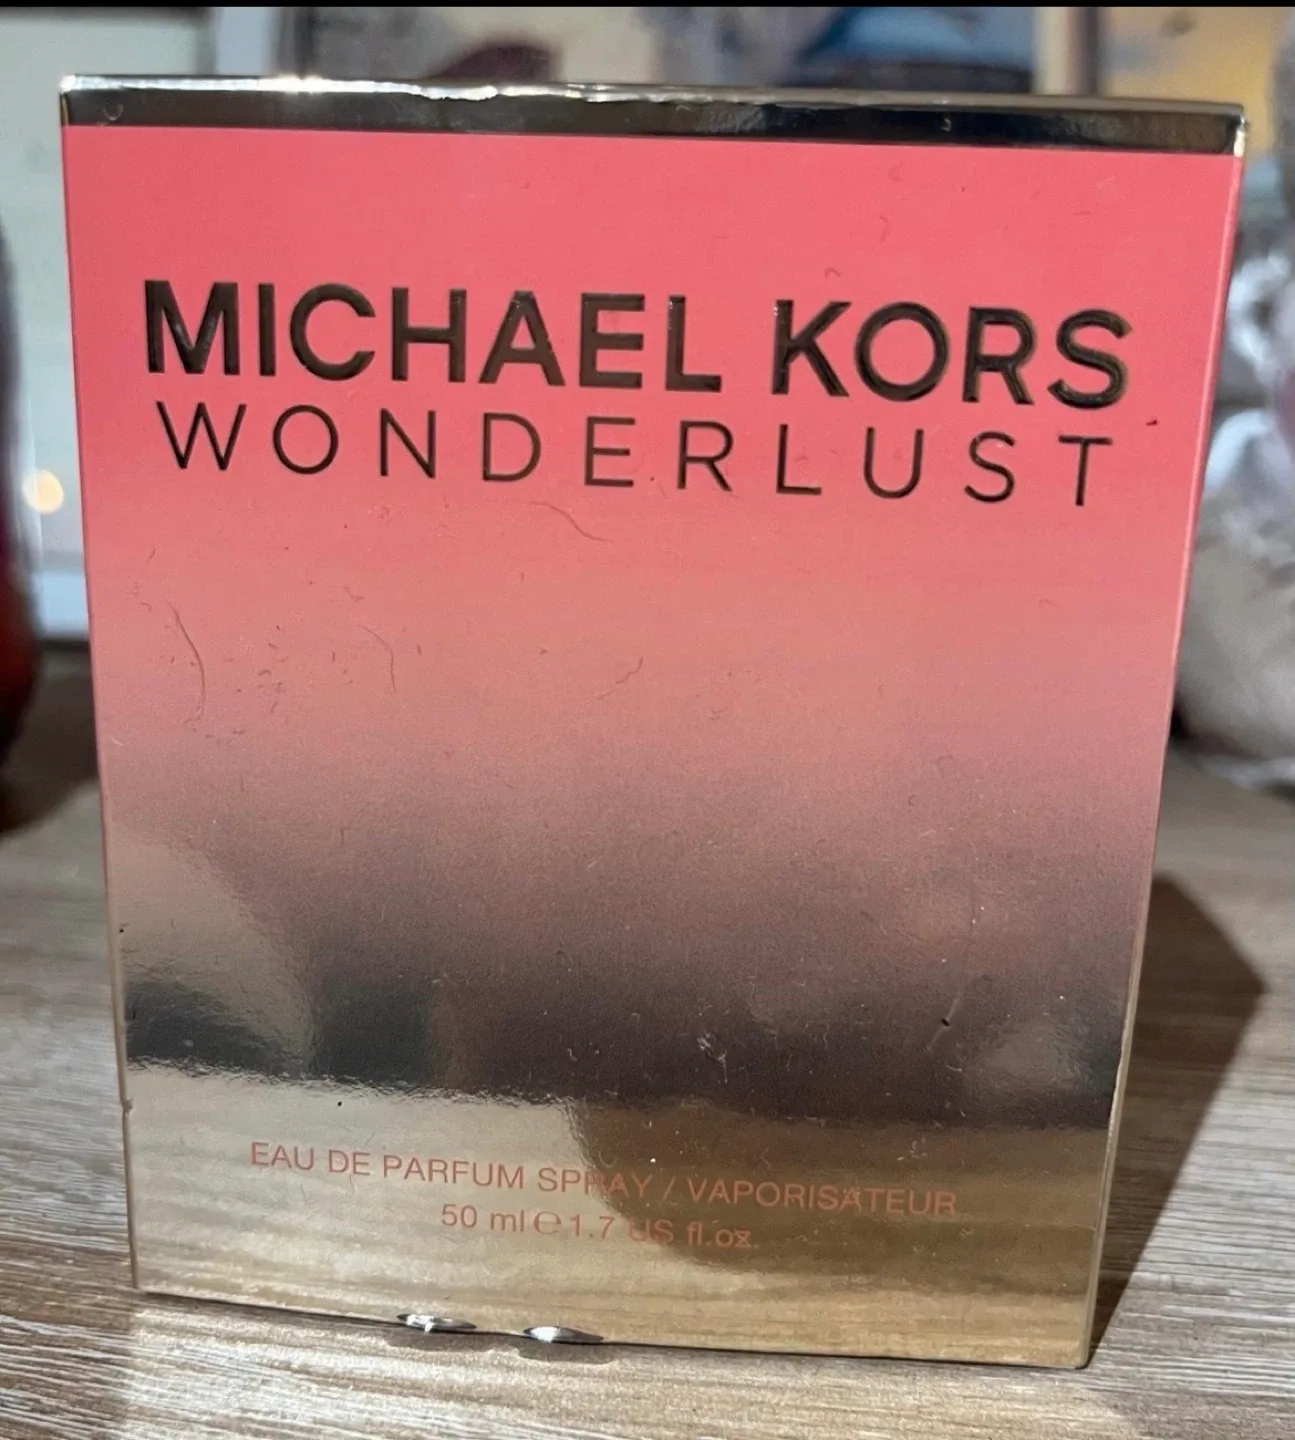 MICHAEL KORS
WONDERLUST
EAU DE PARFUM SPRAY / VAPORISATEUR
50 ml ℮ 1.7 US fl.oz